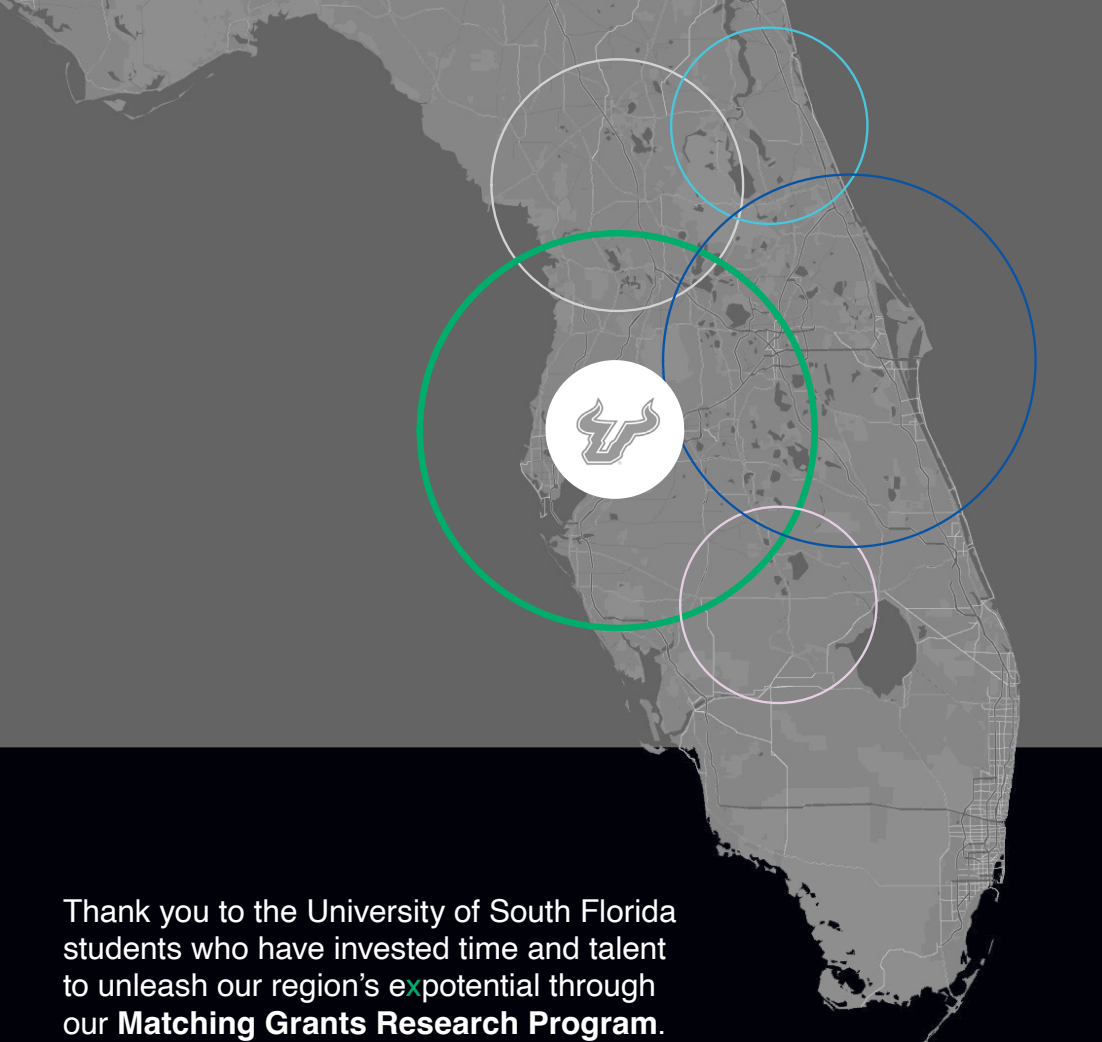 Thank you to the University of South Florida
students who have invested time and talent
to unleash our region's expotential through
our Matching Grants Research Program.